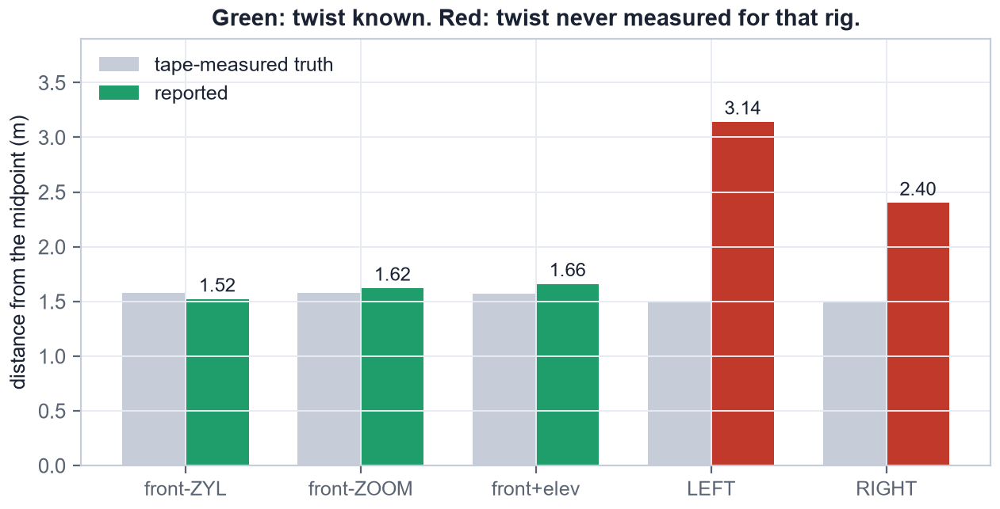 Green: twist known. Red: twist never measured for that rig.
tape-measured truth
reported
distance from the midpoint (m)
3.5
3.0
2.5
2.0
1.5
1.0
0.5
0.0
1.52
1.62
1.66
3.14
2.40
front-ZYL
front-ZOOM
front+elev
LEFT
RIGHT